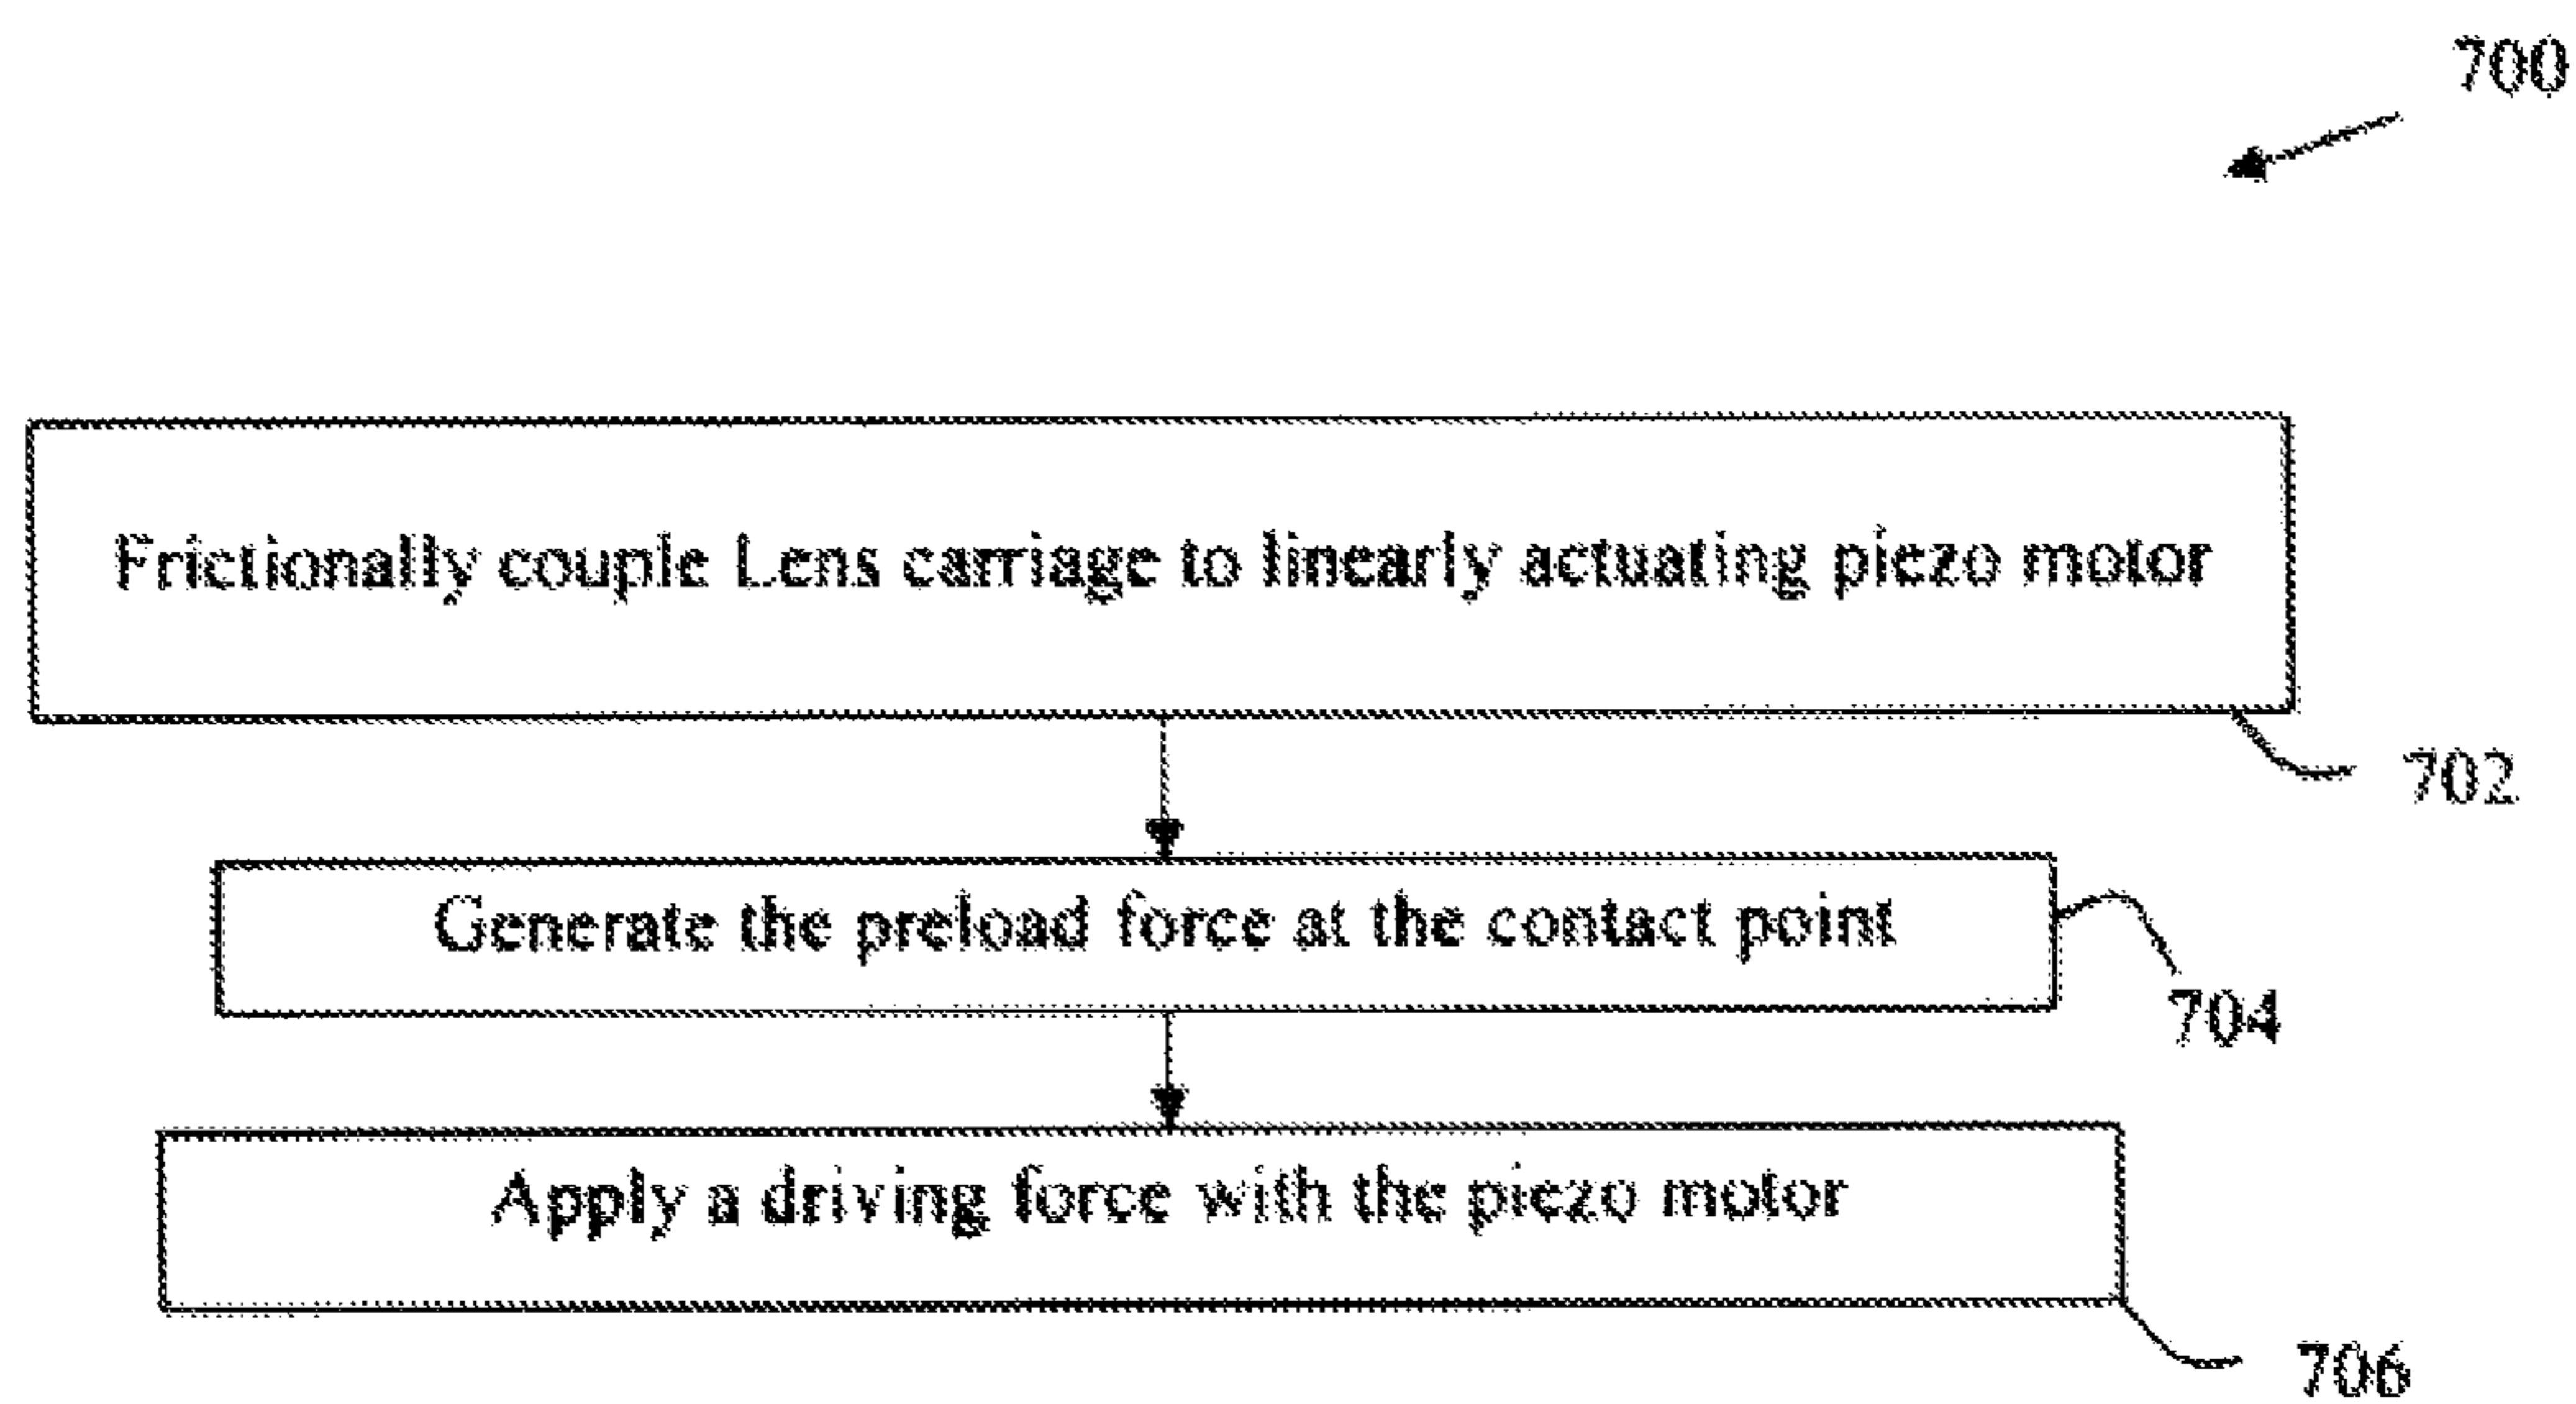 700
Frictionally couple Lens carriage to linearly actuating piezo motor
702
Generate the preload force at the contact point
704
Apply a driving force with the piezo motor
706